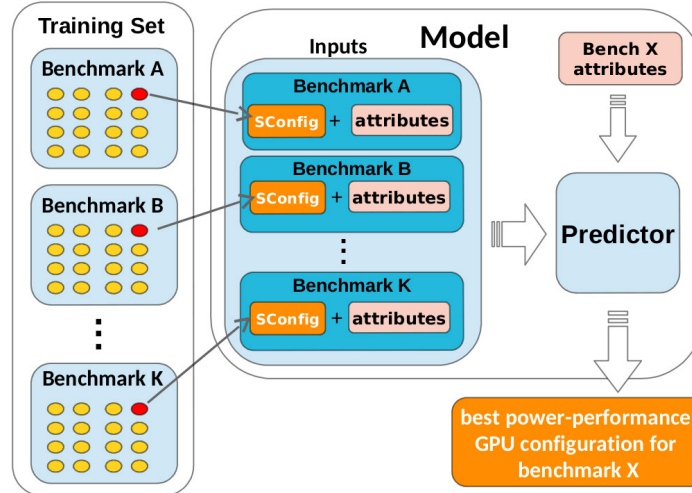 Training Set
Benchmark A
Benchmark B
⋮
Benchmark K
Model
Inputs
Benchmark A
SConfig + attributes
Benchmark B
SConfig + attributes
⋮
Benchmark K
SConfig + attributes
Bench X
attributes
Predictor
best power-performance
GPU configuration for
benchmark X